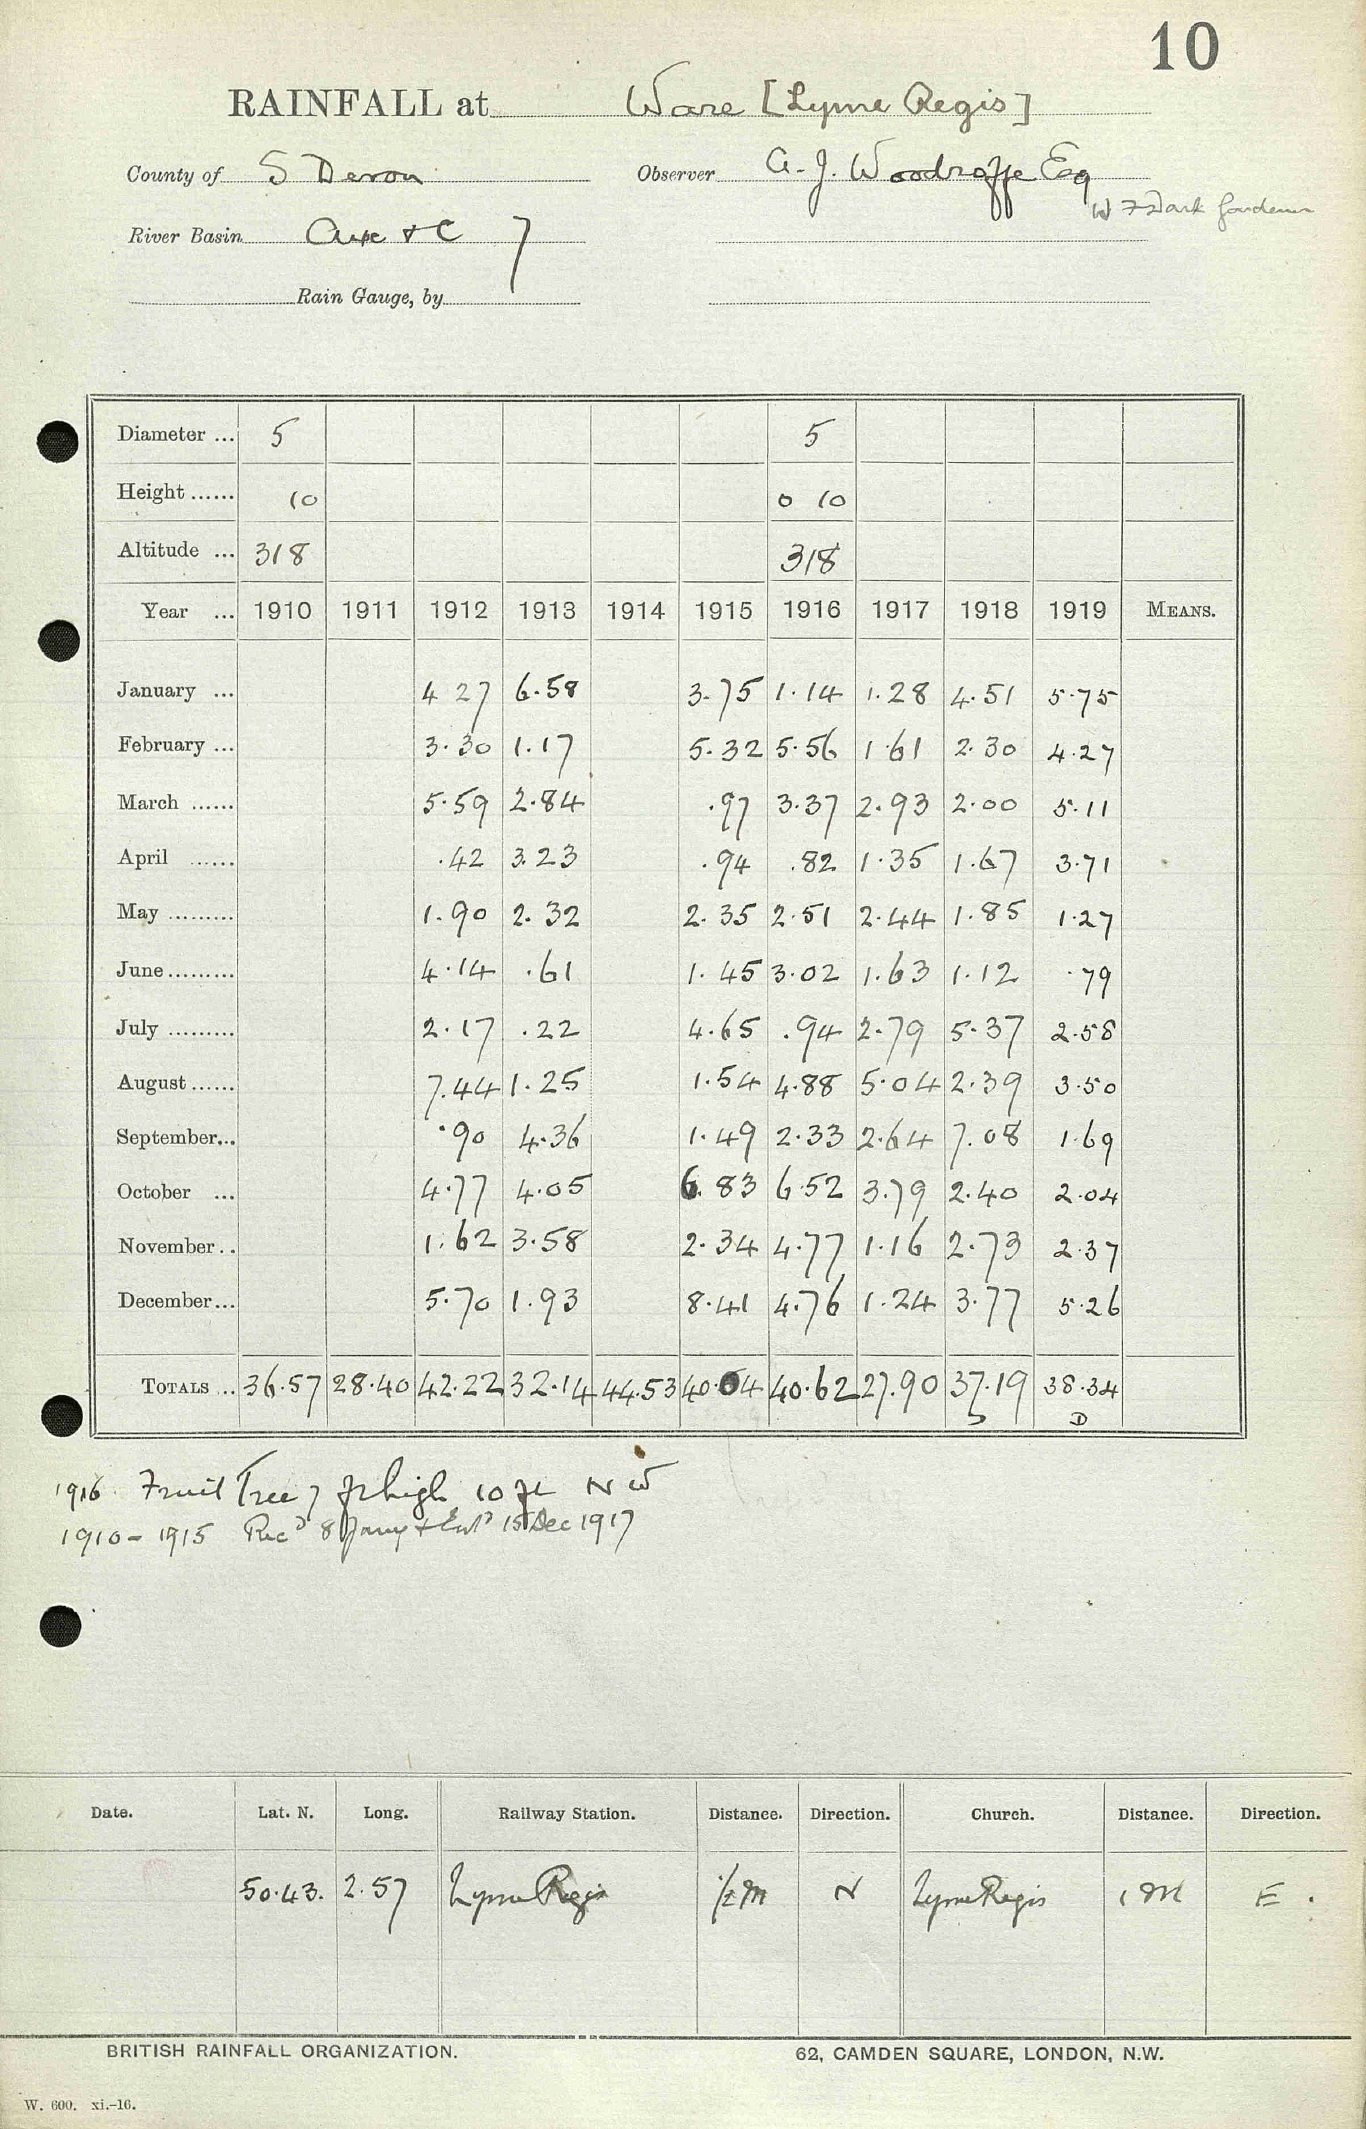 10
RAINFALL at Ware [Lyme Regis]
County of S Devon Observer A. J. Woodroffe Esq
W F Dark Gardener
River Basin Axe & C 7
Rain Gauge, by
Diameter ... 5 5
Height ...... 10 0 10
Altitude ... 318 318
Year ... 1910 1911 1912 1913 1914 1915 1916 1917 1918 1919 MEANS.
January ... 4 27 6.58 3.75 1.14 1.28 4.51 5.75
February ... 3.30 1.17 5.32 5.56 1.61 2.30 4.27
March ...... 5.59 2.84 .97 3.37 2.93 2.00 5.11
April ...... .42 3.23 .94 .82 1.35 1.67 3.71
May ......... 1.90 2.32 2.35 2.51 2.44 1.85 1.27
June ......... 4.14 .61 1.45 3.02 1.63 1.12 .79
July ......... 2.17 .22 4.65 .94 2.79 5.37 2.58
August ...... 7.44 1.25 1.54 4.88 5.04 2.39 3.50
September... .90 4.36 1.49 2.33 2.64 7.08 1.69
October ... 4.77 4.05 6.83 6.52 3.79 2.40 2.04
November.. 1.62 3.58 2.34 4.77 1.16 2.73 2.37
December... 5.70 1.93 8.41 4.76 1.24 3.77 5.26
TOTALS ... 36.57 28.40 42.22 32.14 44.53 40.04 40.62 27.90 37.19 38.34
D D
1916 Fruit Tree 7 ft high 10 ft NW
1910-1915 Recd 8 Jany & Entd 15 Dec 1917
Date. Lat. N. Long. Railway Station. Distance. Direction. Church. Distance. Direction.
50.43. 2.57 Lyme Regis 1/2 M N Lyme Regis 1 M E.
BRITISH RAINFALL ORGANIZATION. 62, CAMDEN SQUARE, LONDON, N.W.
W. 600. xi.-16.